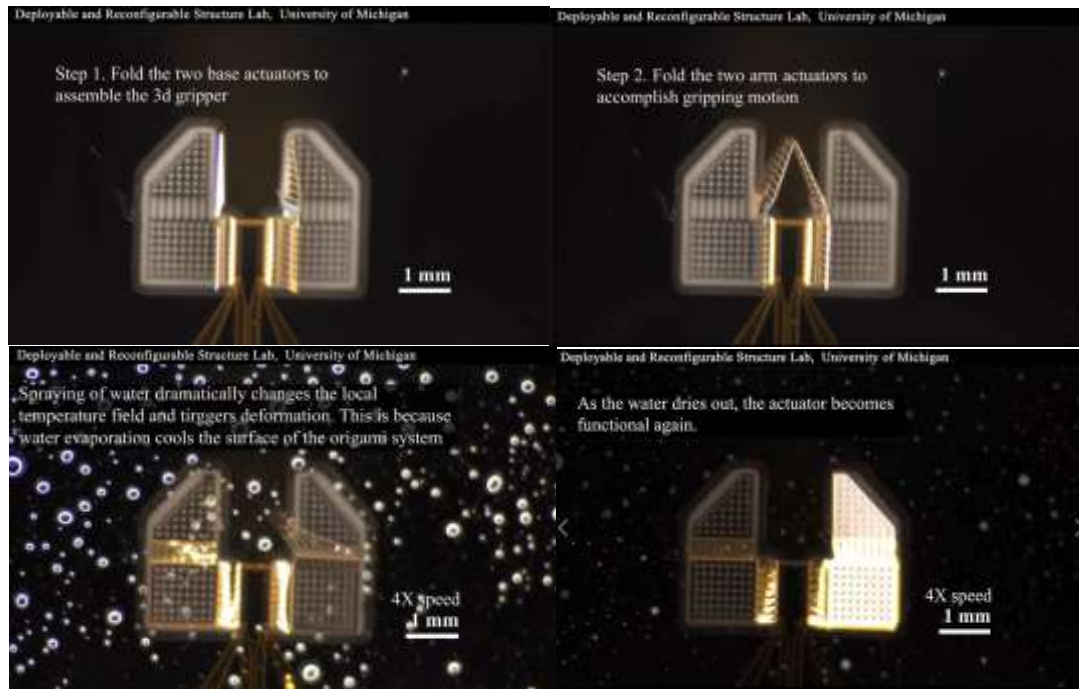 Deployable and Reconfigurable Structure Lab, University of Michigan
Step 1. Fold the two base actuators to
assemble the 3d gripper
1 mm
Deployable and Reconfigurable Structure Lab, University of Michigan
Step 2. Fold the two arm actuators to
accomplish gripping motion
1 mm
Deployable and Reconfigurable Structure Lab, University of Michigan
Spraying of water dramatically changes the local
temperature field and tirggers deformation. This is because
water evaporation cools the surface of the origami system
4X speed
1 mm
Deployable and Reconfigurable Structure Lab, University of Michigan
As the water dries out, the actuator becomes
functional again.
4X speed
1 mm